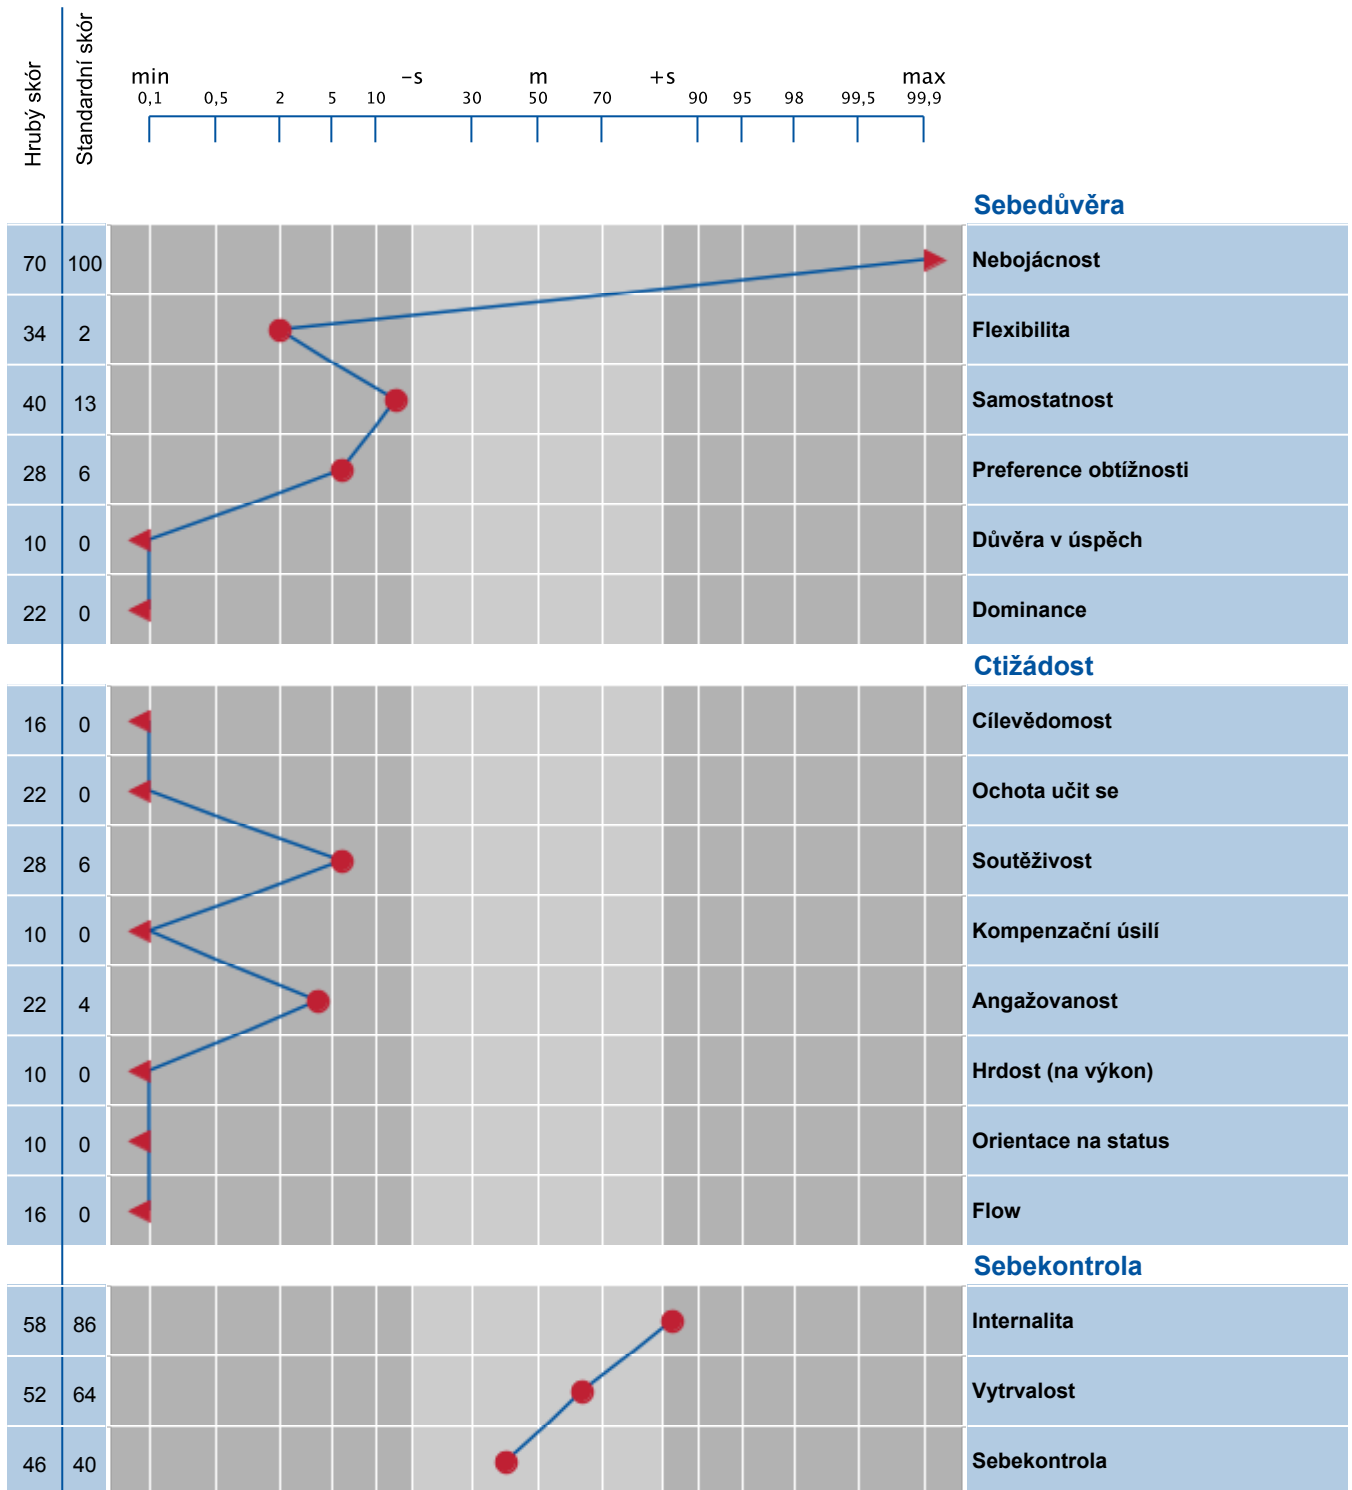 Hrubý skór
Standardní skór
min -s m +s max
0,1 0,5 2 5 10 30 50 70 90 95 98 99,5 99,9
Sebedůvěra
70 100 Nebojácnost
34 2 Flexibilita
40 13 Samostatnost
28 6 Preference obtížnosti
10 0 Důvěra v úspěch
22 0 Dominance
Ctižádost
16 0 Cílevědomost
22 0 Ochota učit se
28 6 Soutěživost
10 0 Kompenzační úsilí
22 4 Angažovanost
10 0 Hrdost (na výkon)
10 0 Orientace na status
16 0 Flow
Sebekontrola
58 86 Internalita
52 64 Vytrvalost
46 40 Sebekontrola